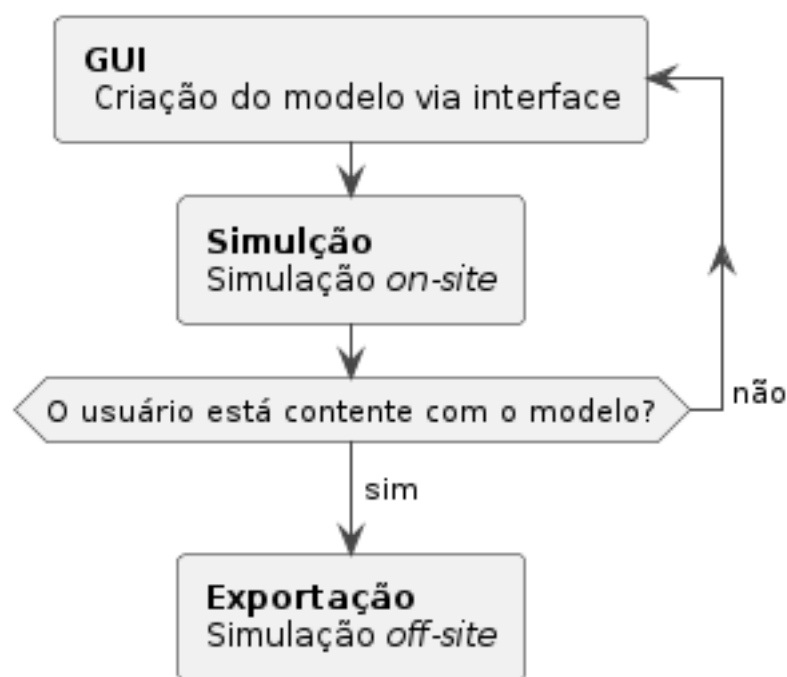 GUI
Criação do modelo via interface
Simulção
Simulação on-site
O usuário está contente com o modelo?
não
sim
Exportação
Simulação off-site